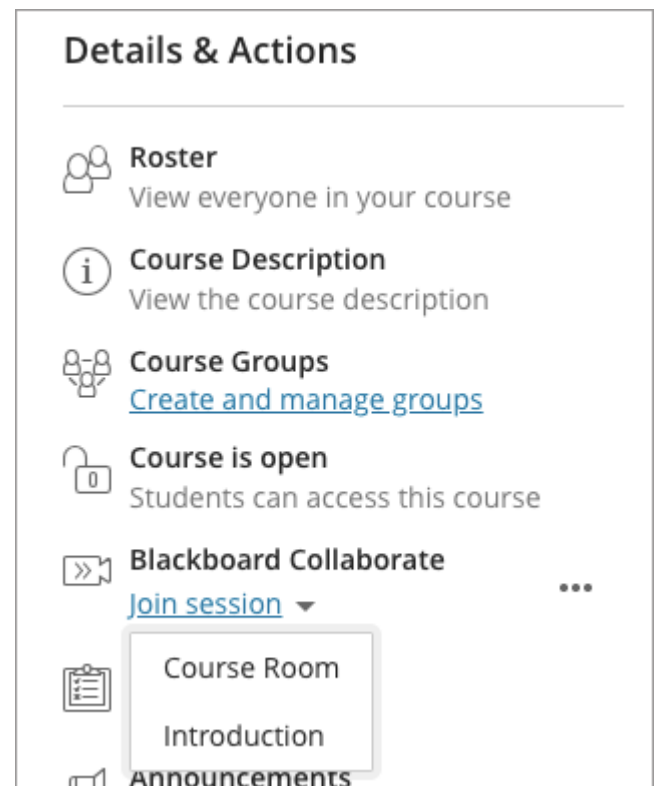 Details & Actions
Roster
View everyone in your course
i
Course Description
View the course description
Course Groups
Create and manage groups
Course is open
0
Students can access this course
Blackboard Collaborate
Join session
Course Room
Introduction
Announcements